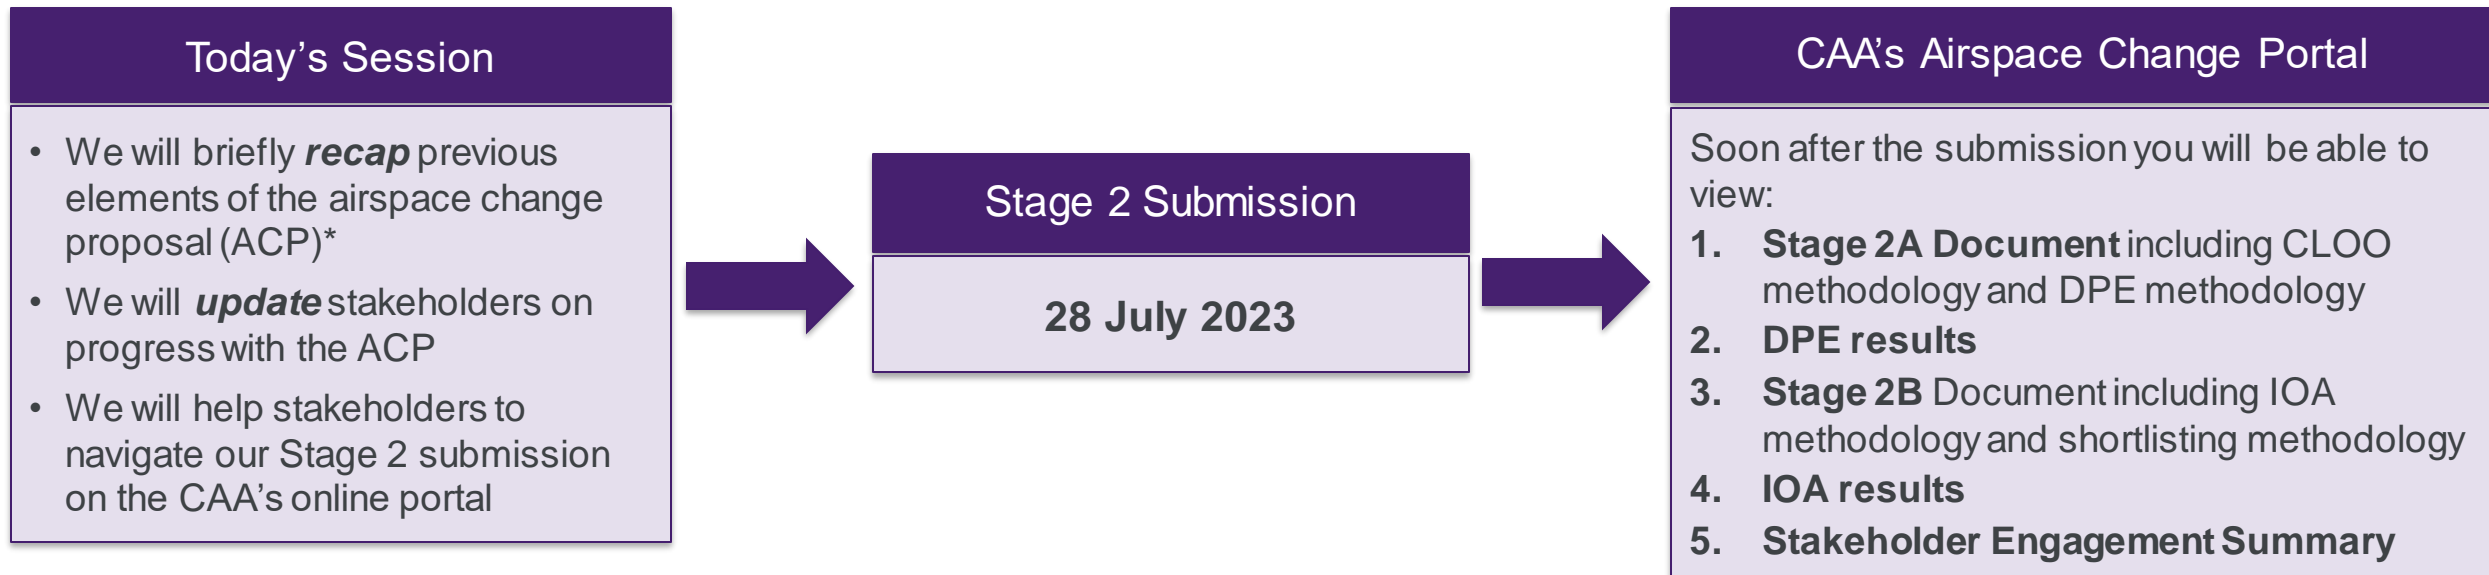 Today's Session
• We will briefly recap previous
elements of the airspace change
proposal (ACP)*
• We will update stakeholders on
progress with the ACP
• We will help stakeholders to
navigate our Stage 2 submission
on the CAA's online portal
Stage 2 Submission
28 July 2023
CAA's Airspace Change Portal
Soon after the submission you will be able to
view:
1. Stage 2A Document including CLOO
methodology and DPE methodology
2. DPE results
3. Stage 2B Document including IOA
methodology and shortlisting methodology
4. IOA results
5. Stakeholder Engagement Summary